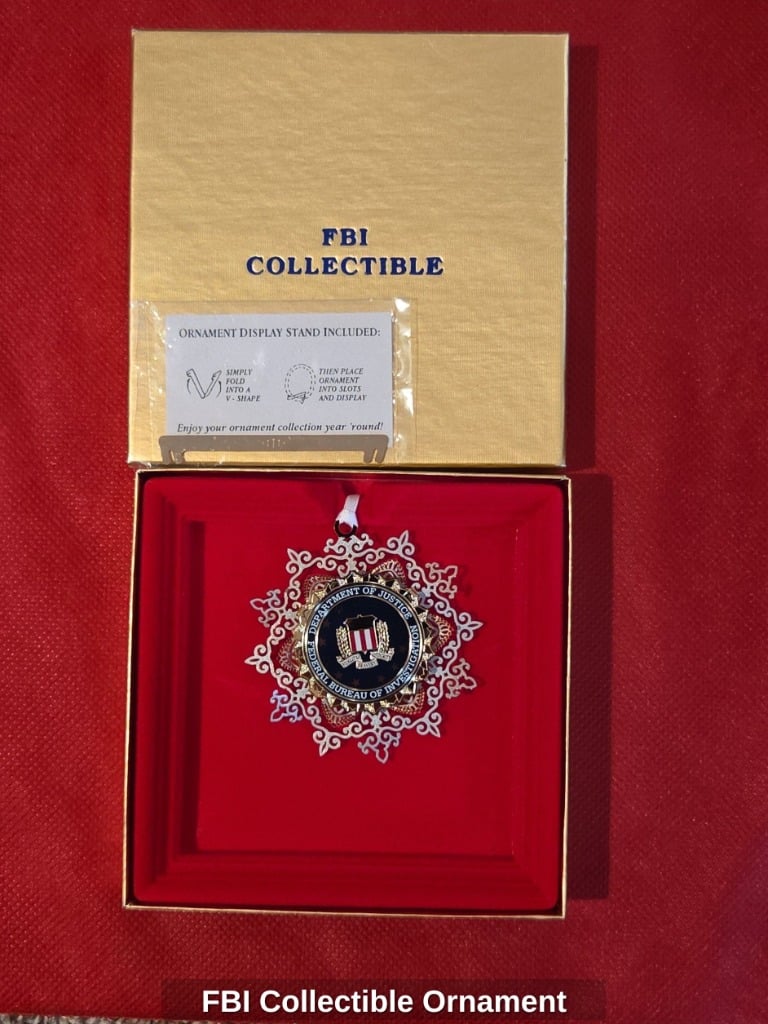 FBI
COLLECTIBLE
ORNAMENT DISPLAY STAND INCLUDED:
SIMPLY
FOLD
INTO A
V - SHAPE
THEN PLACE
ORNAMENT
INTO SLOTS
AND DISPLAY
Enjoy your ornament collection year 'round!
DEPARTMENT OF JUSTICE
FEDERAL BUREAU OF INVESTIGATION
FBI Collectible Ornament